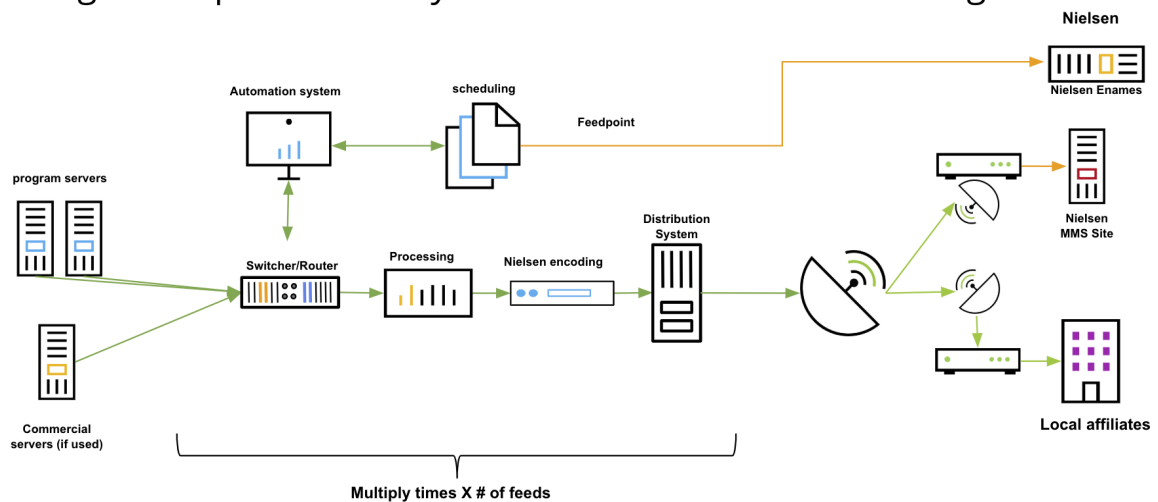 Nielsen
Nielsen Enames
Automation system
scheduling
Feedpoint
program servers
Distribution
System
Nielsen
MMS Site
Switcher/Router
Processing
Nielsen encoding
Commercial
servers (if used)
Local affiliates
Multiply times X # of feeds